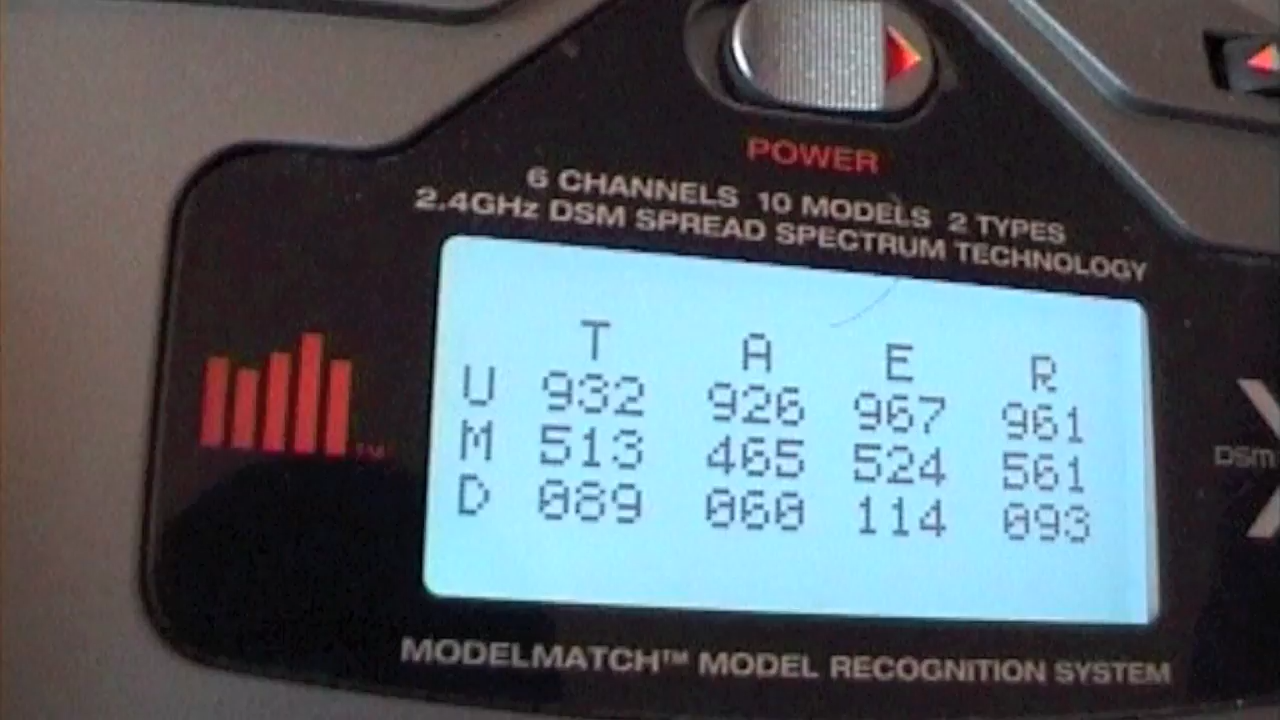 POWER
6 CHANNELS 10 MODELS 2 TYPES
2.4GHz DSM SPREAD SPECTRUM TECHNOLOGY
T A E R
U 932 926 967 961
M 513 465 524 561
D 089 060 114 093
TM
DSM
MODELMATCH™ MODEL RECOGNITION SYSTEM